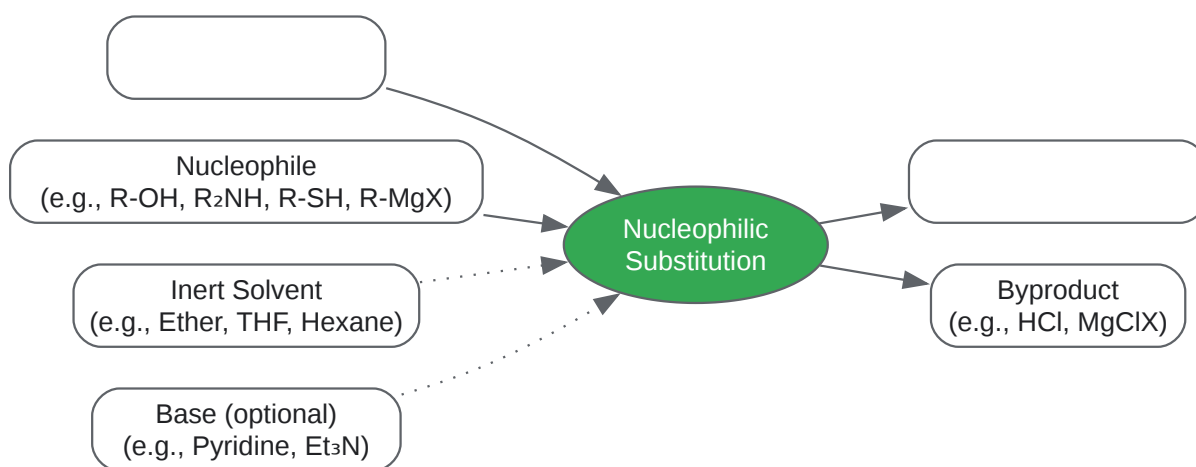 Nucleophile
(e.g., R-OH, R₂NH, R-SH, R-MgX)
Inert Solvent
(e.g., Ether, THF, Hexane)
Base (optional)
(e.g., Pyridine, Et₃N)
Nucleophilic
Substitution
Byproduct
(e.g., HCl, MgClX)